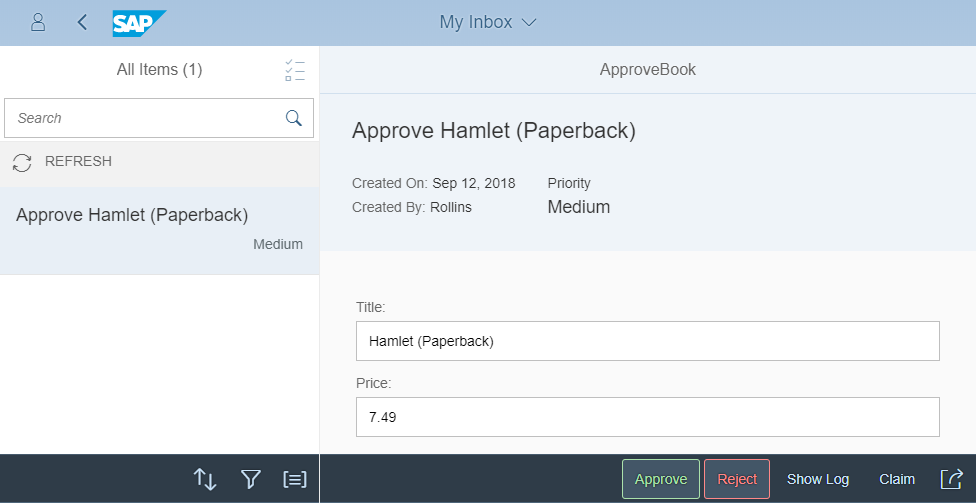 SAP
My Inbox
All Items (1)
Search
REFRESH
Approve Hamlet (Paperback)
Medium
ApproveBook
Approve Hamlet (Paperback)
Created On: Sep 12, 2018
Priority
Created By: Rollins
Medium
Title:
Hamlet (Paperback)
Price:
7.49
Approve
Reject
Show Log
Claim